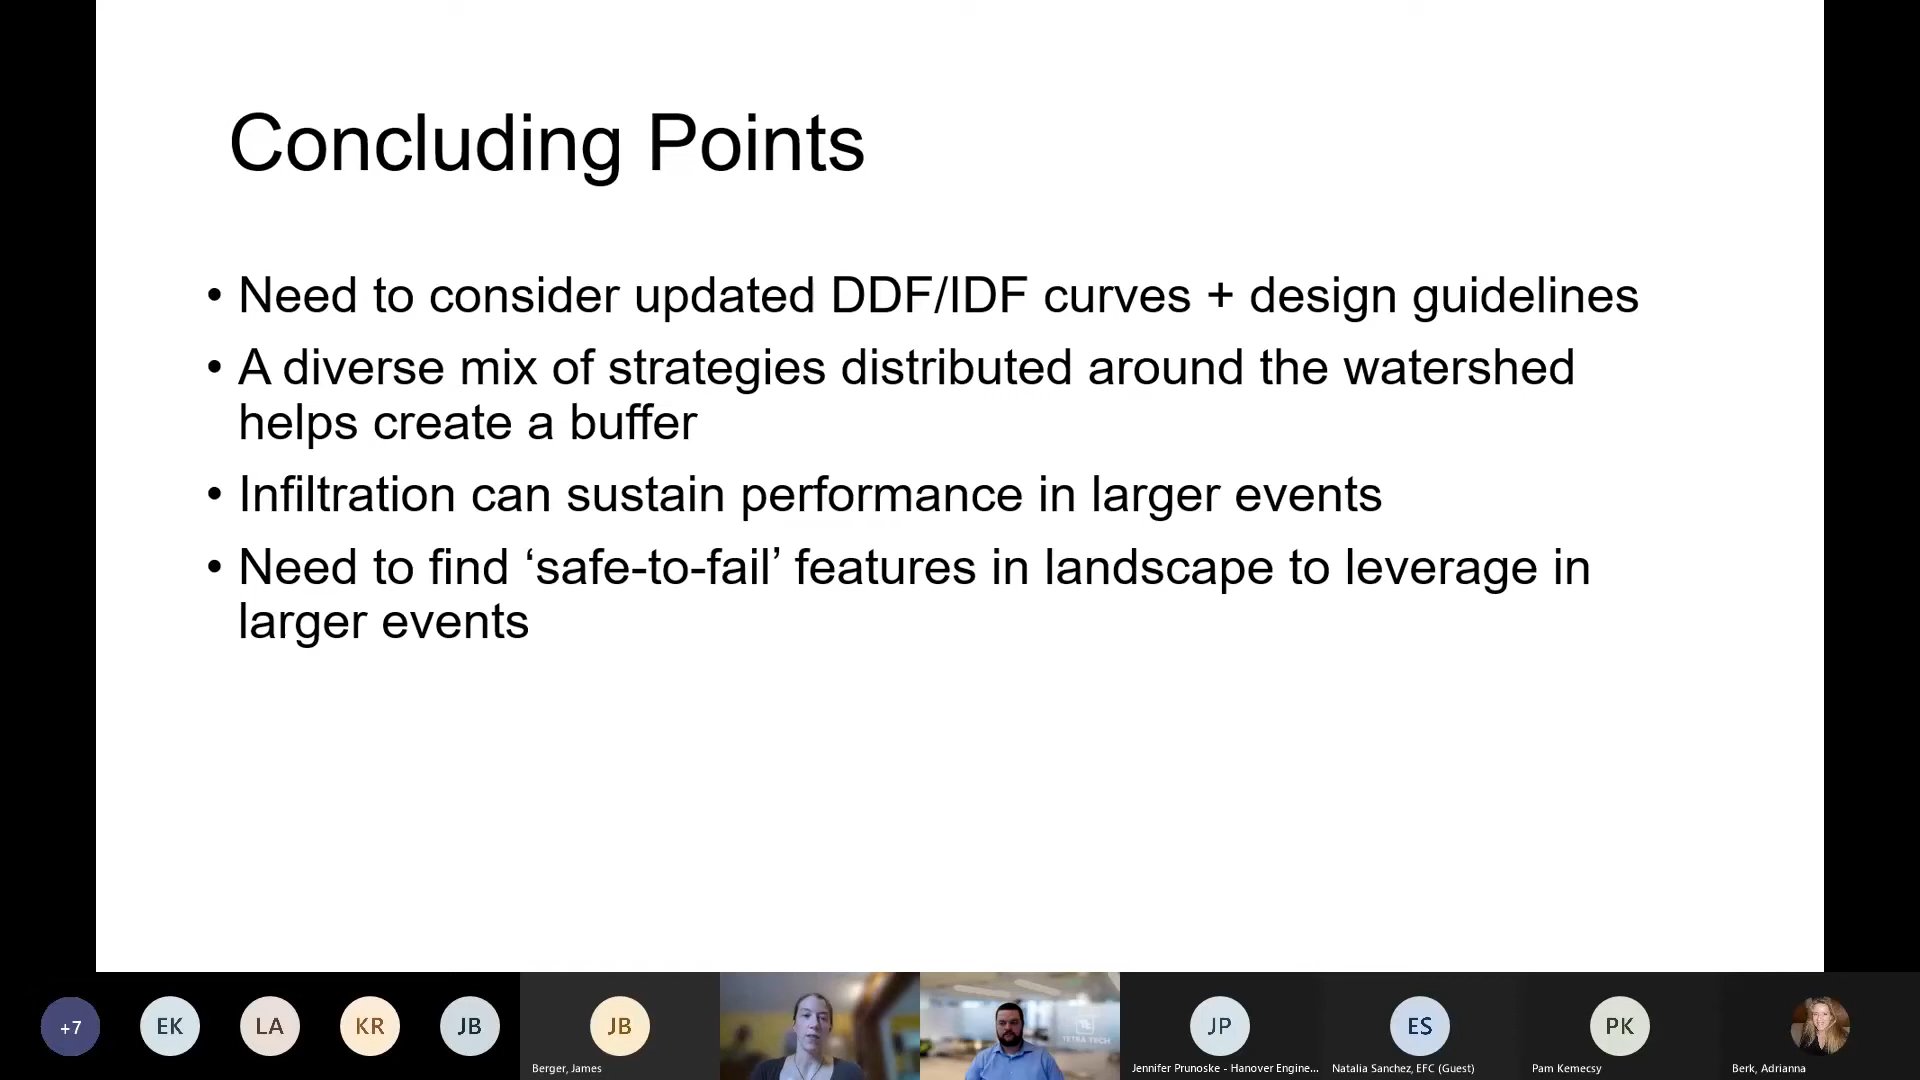 Concluding Points
• Need to consider updated DDF/IDF curves + design guidelines
• A diverse mix of strategies distributed around the watershed
helps create a buffer
• Infiltration can sustain performance in larger events
• Need to find ‘safe-to-fail’ features in landscape to leverage in
larger events
+7
EK
LA
KR
JB
JB
Berger, James
TETRA TECH
JP
Jennifer Prunoske - Hanover Engine...
ES
Natalia Sanchez, EFC (Guest)
PK
Pam Kemecsy
Berk, Adrianna